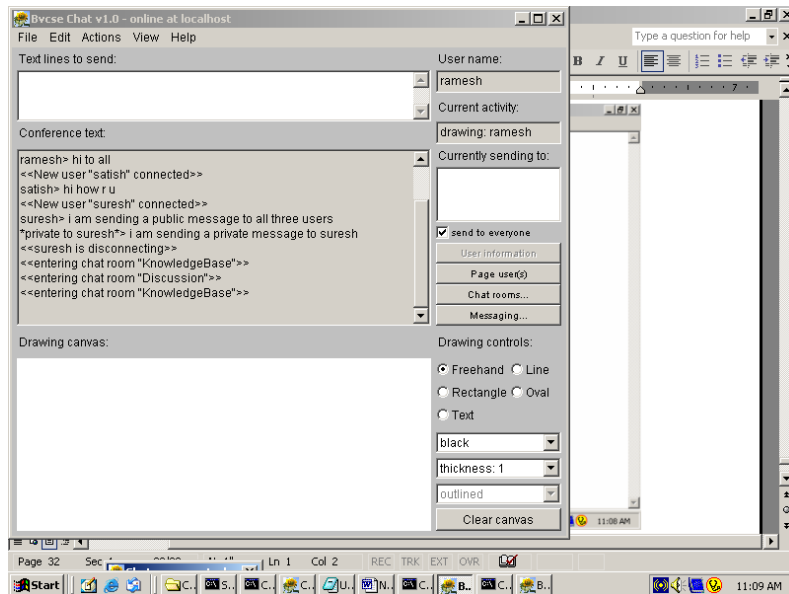 Bvcse Chat v1.0 - online at localhost
File Edit Actions View Help
Type a question for help
Text lines to send:
User name:
ramesh
B I U
Current activity:
7
drawing: ramesh
Conference text:
Currently sending to:
ramesh> hi to all
<<New user "satish" connected>>
satish> hi how r u
<<New user "suresh" connected>>
suresh> i am sending a public message to all three users
*private to suresh*> i am sending a private message to suresh
<<suresh is disconnecting>>
<<entering chat room "KnowledgeBase">>
<<entering chat room "Discussion">>
<<entering chat room "KnowledgeBase">>
send to everyone
User information
Page user(s)
Chat rooms...
Messaging...
Drawing canvas:
Drawing controls:
Freehand Line
Rectangle Oval
Text
black
thickness: 1
outlined
Clear canvas
11:08 AM
Page 32 Sec Ln 1 Col 2 REC TRK EXT OVR
Start C.. S.. C.. C.. U.. N.. C.. B.. C.. B..
11:09 AM